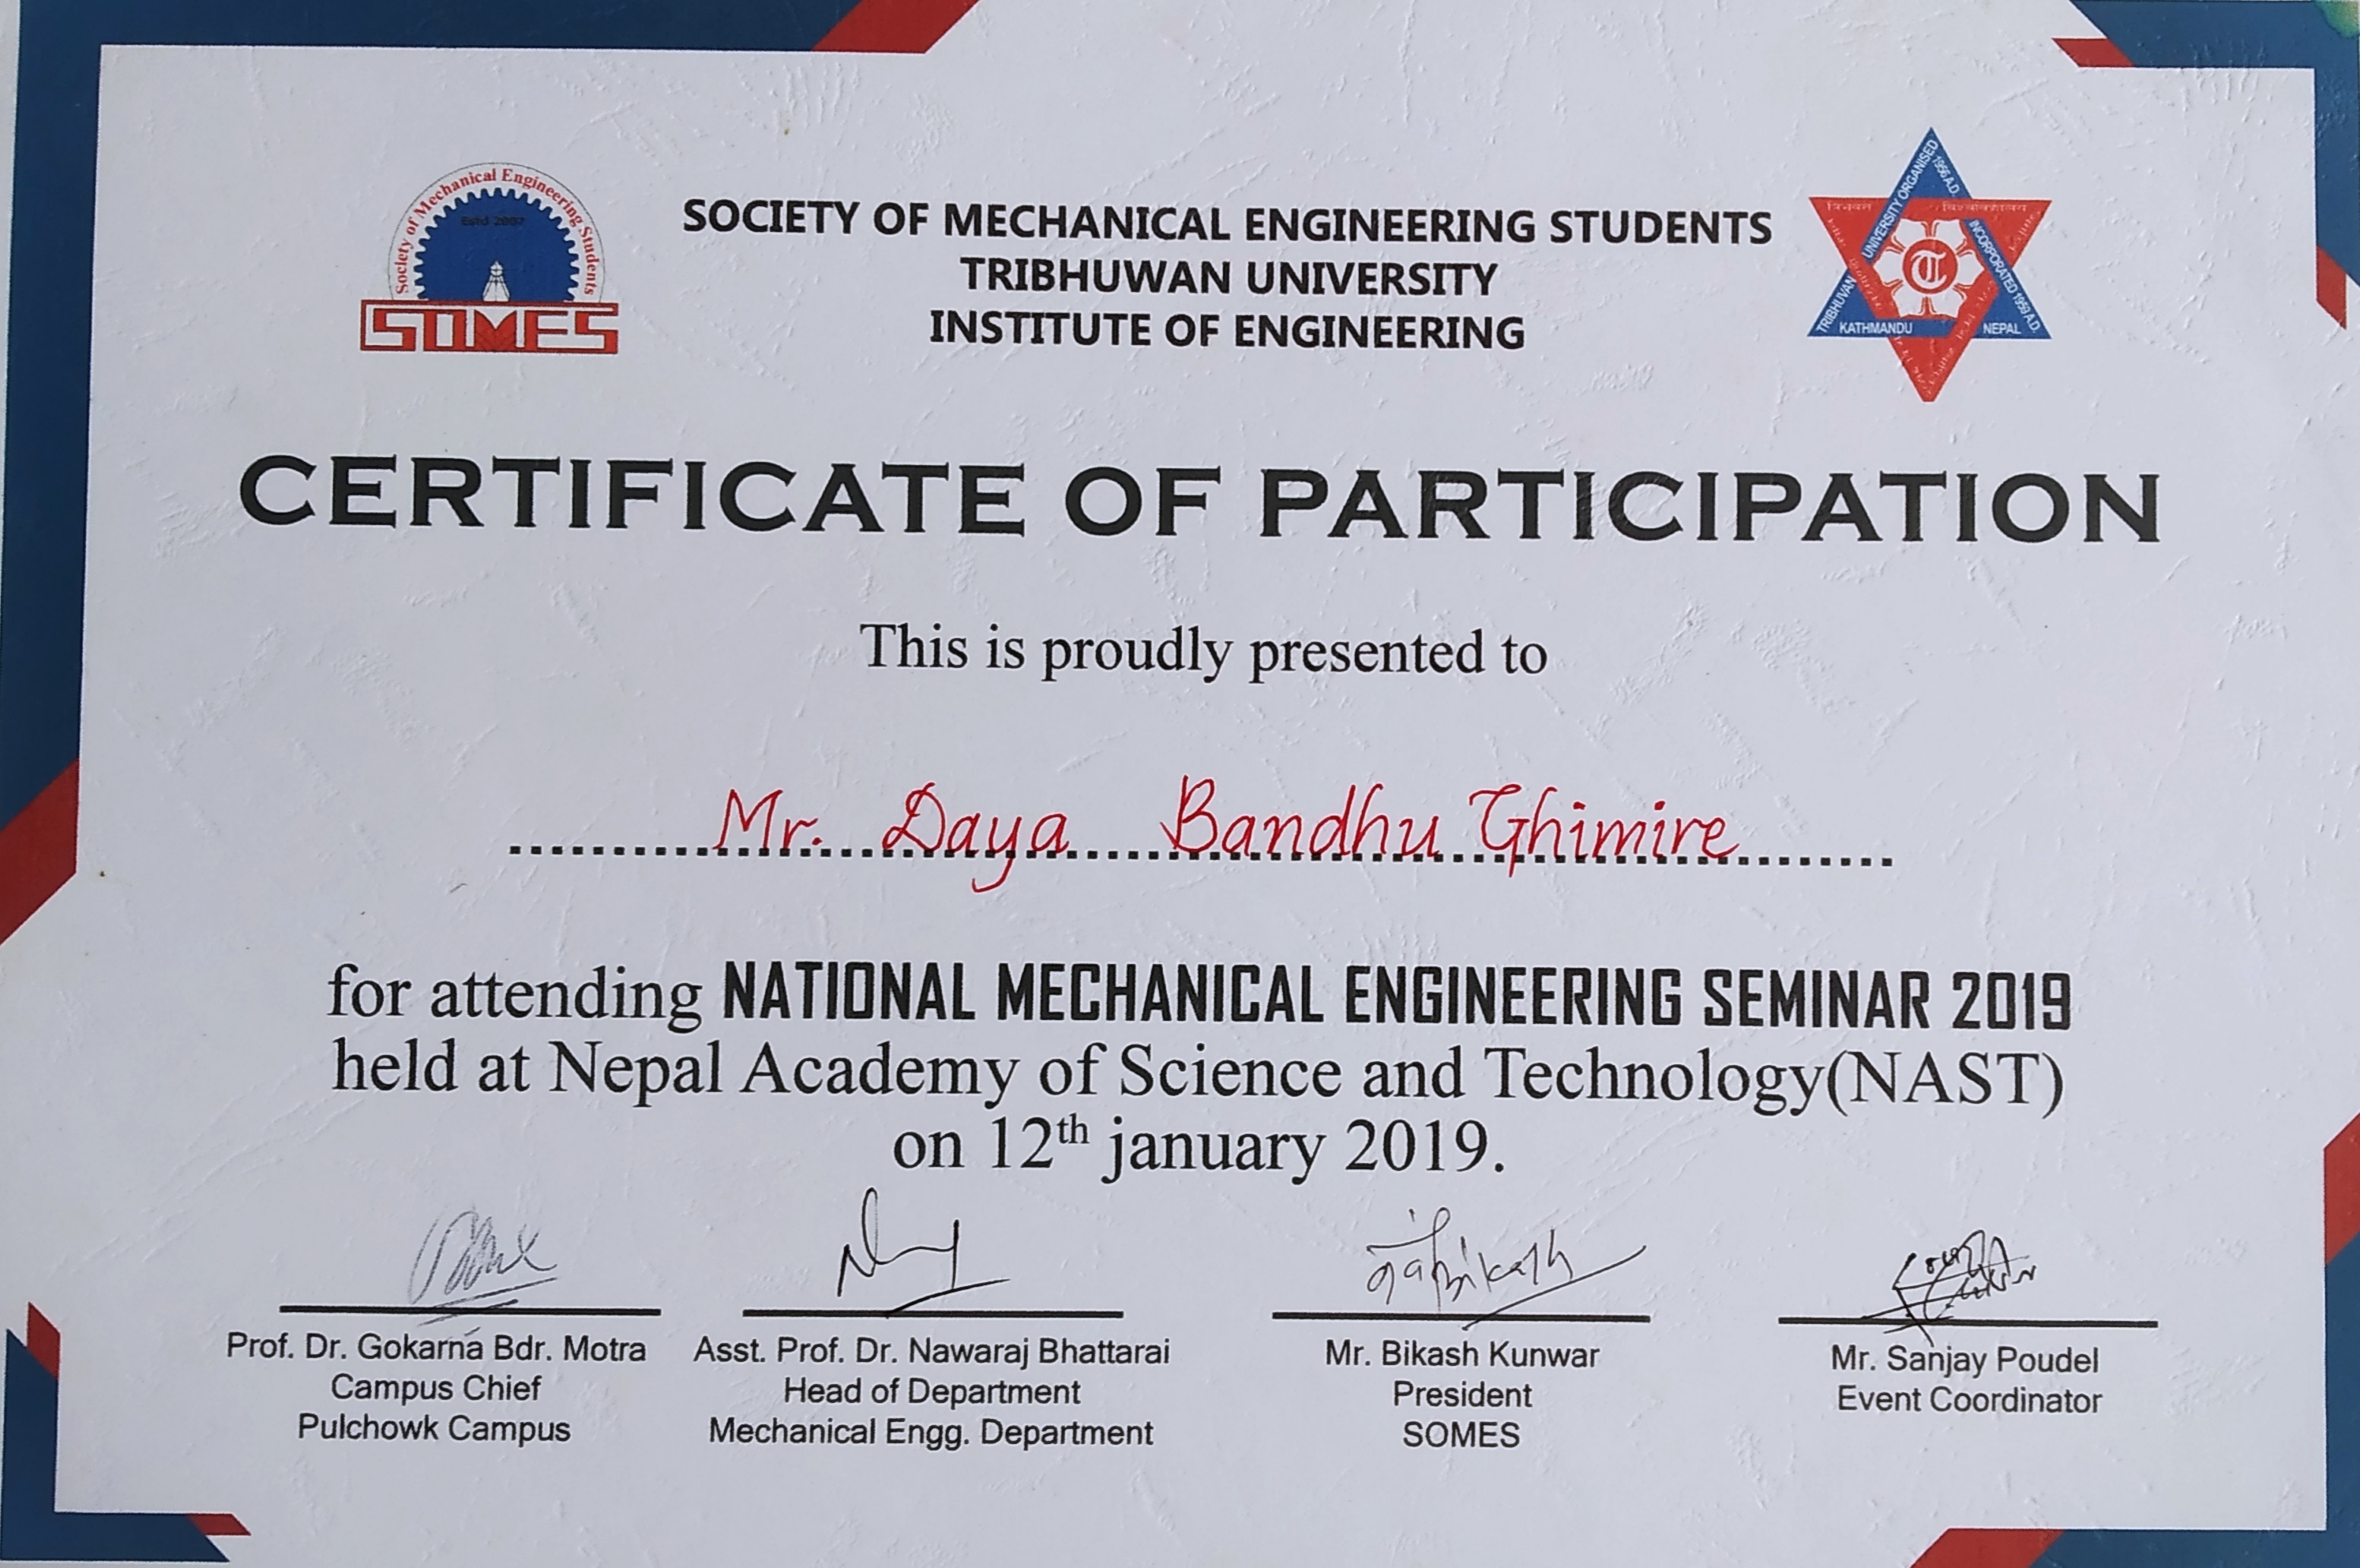 Society of Mechanical Engineering Students
Estd 2007
SOMES
SOCIETY OF MECHANICAL ENGINEERING STUDENTS
TRIBHUWAN UNIVERSITY
INSTITUTE OF ENGINEERING
TRIBHUVAN UNIVERSITY ORGANISED 1956 A.D.
INCORPORATED 1959 A.D.
KATHMANDU NEPAL
T
CERTIFICATE OF PARTICIPATION
This is proudly presented to
Mr. Daya Bandhu Ghimire
for attending NATIONAL MECHANICAL ENGINEERING SEMINAR 2019
held at Nepal Academy of Science and Technology(NAST)
on 12th january 2019.
Prof. Dr. Gokarna Bdr. Motra
Campus Chief
Pulchowk Campus
Asst. Prof. Dr. Nawaraj Bhattarai
Head of Department
Mechanical Engg. Department
Mr. Bikash Kunwar
President
SOMES
Mr. Sanjay Poudel
Event Coordinator